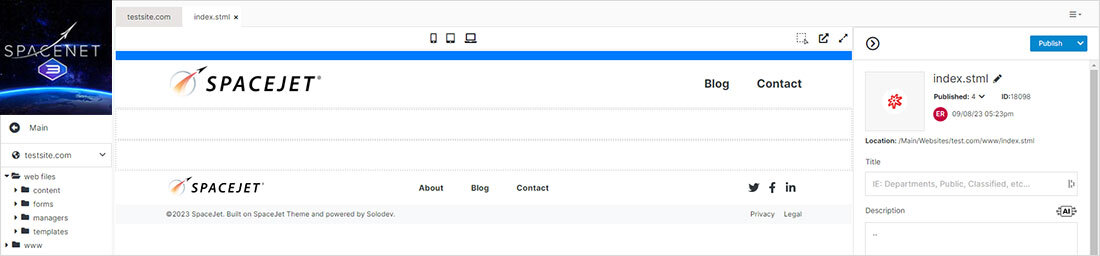 SPACENET
3
Main
testsite.com
web files
content
forms
managers
templates
www
testsite.com
index.stml ×
SPACEJET®
Blog Contact
SPACEJET®
About Blog Contact
©2023 SpaceJet. Built on SpaceJet Theme and powered by Solodev.
Privacy Legal
Publish
index.stml
Published: 4 ID:18098
ER 09/08/23 05:23pm
Location: /Main/Websites/test.com/www/index.stml
Title
IE: Departments, Public, Classified, etc...
Description
AI
--